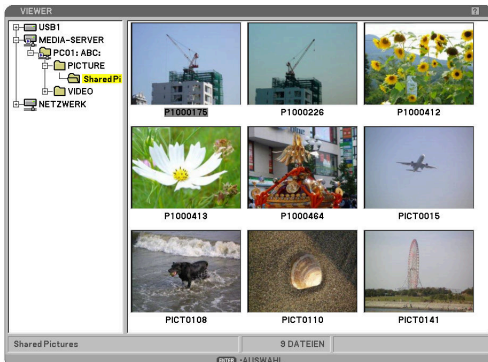 VIEWER
USB1
MEDIA-SERVER
PC01: ABC:
PICTURE
Shared Pi
VIDEO
NETZWERK
P1000175 P1000226 P1000412
P1000413 P1000464 PICT0015
PICT0108 PICT0110 PICT0141
Shared Pictures 9 DATEIEN
ENTER :AUSWAHL